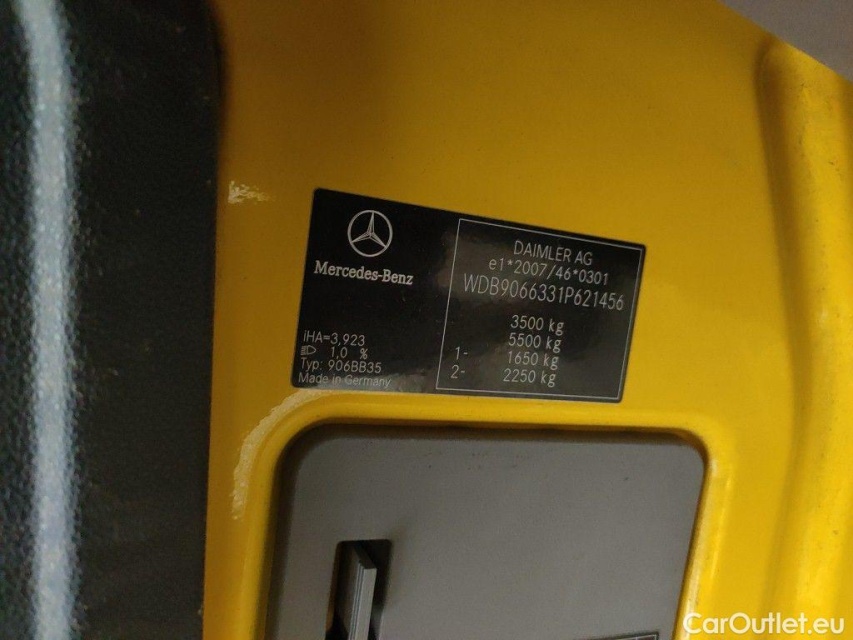 Mercedes-Benz
iHA=3,923
1,0 %
Typ: 906BB35
Made in Germany
DAIMLER AG
e1*2007/46*0301
WDB9066331P621456
3500 kg
5500 kg
1- 1650 kg
2- 2250 kg
CarOutlet.eu